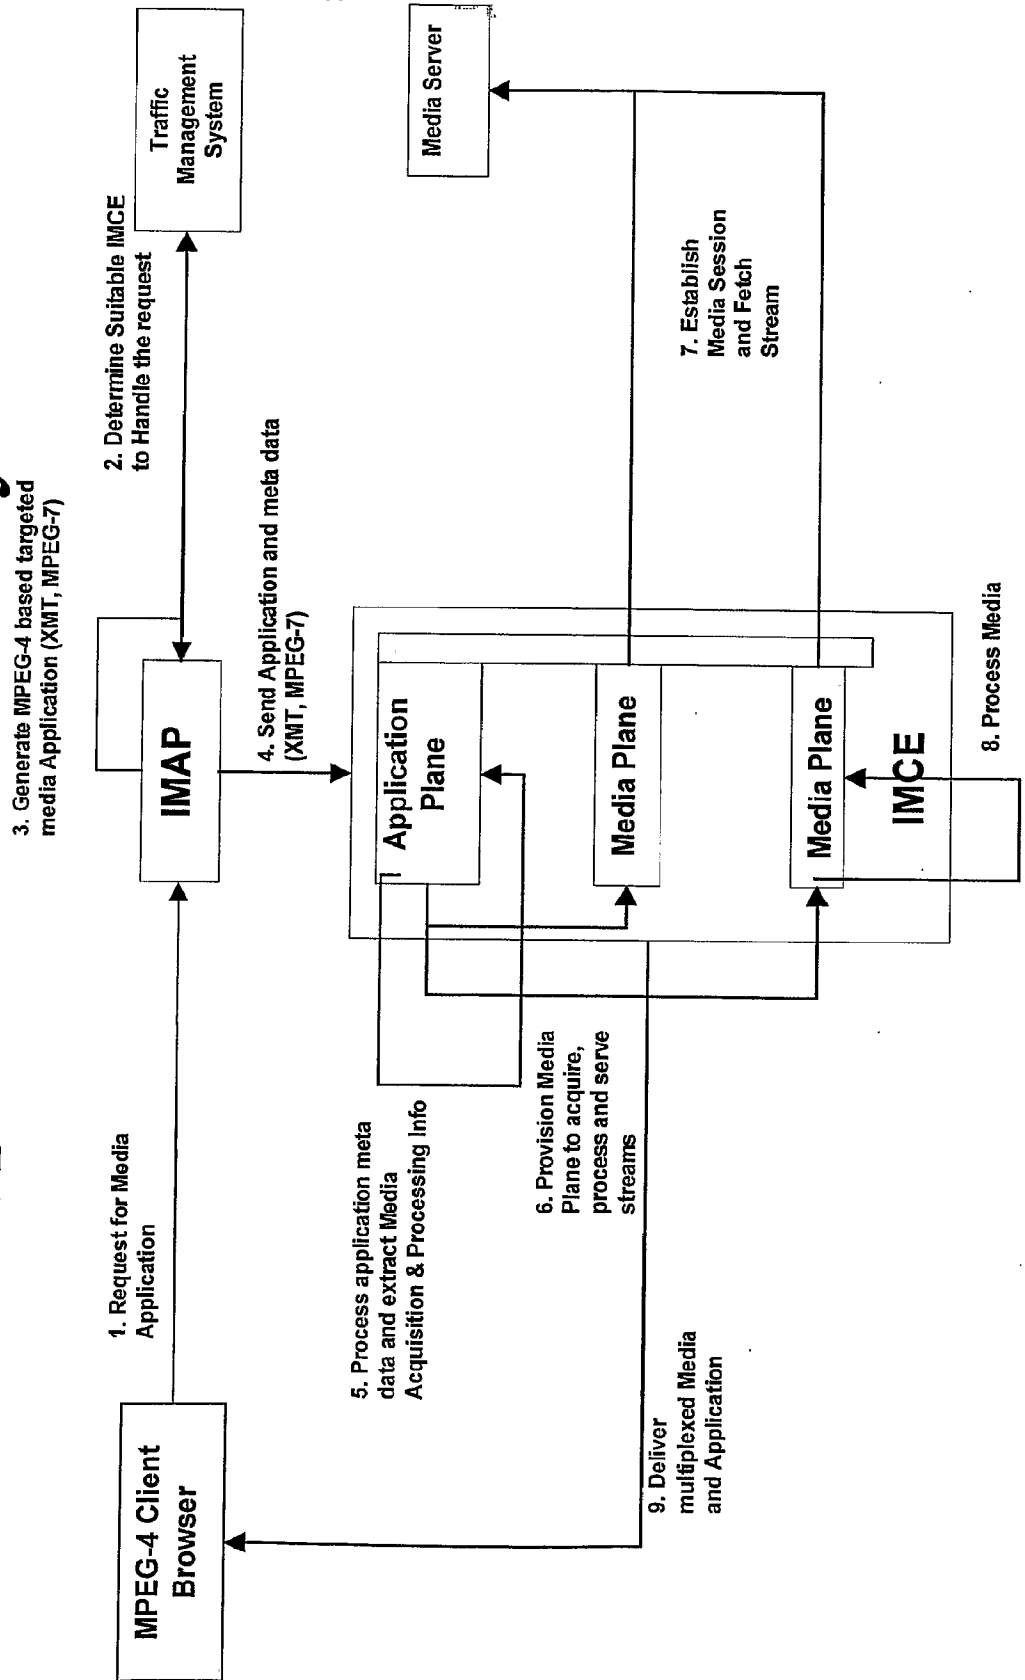 3. Generate MPEG-4 based targeted
media Application (XMT, MPEG-7)
2. Determine Suitable IMCE
to Handle the request
Traffic
Management
System
IMAP
1. Request for Media
Application
MPEG-4 Client
Browser
4. Send Application and meta data
(XMT, MPEG-7)
Media Server
Application
Plane
Media Plane
Media Plane
IMCE
5. Process application meta
data and extract Media
Acquisition & Processing Info
6. Provision Media
Plane to acquire,
process and serve
streams
7. Establish
Media Session
and Fetch
Stream
8. Process Media
9. Deliver
multiplexed Media
and Application